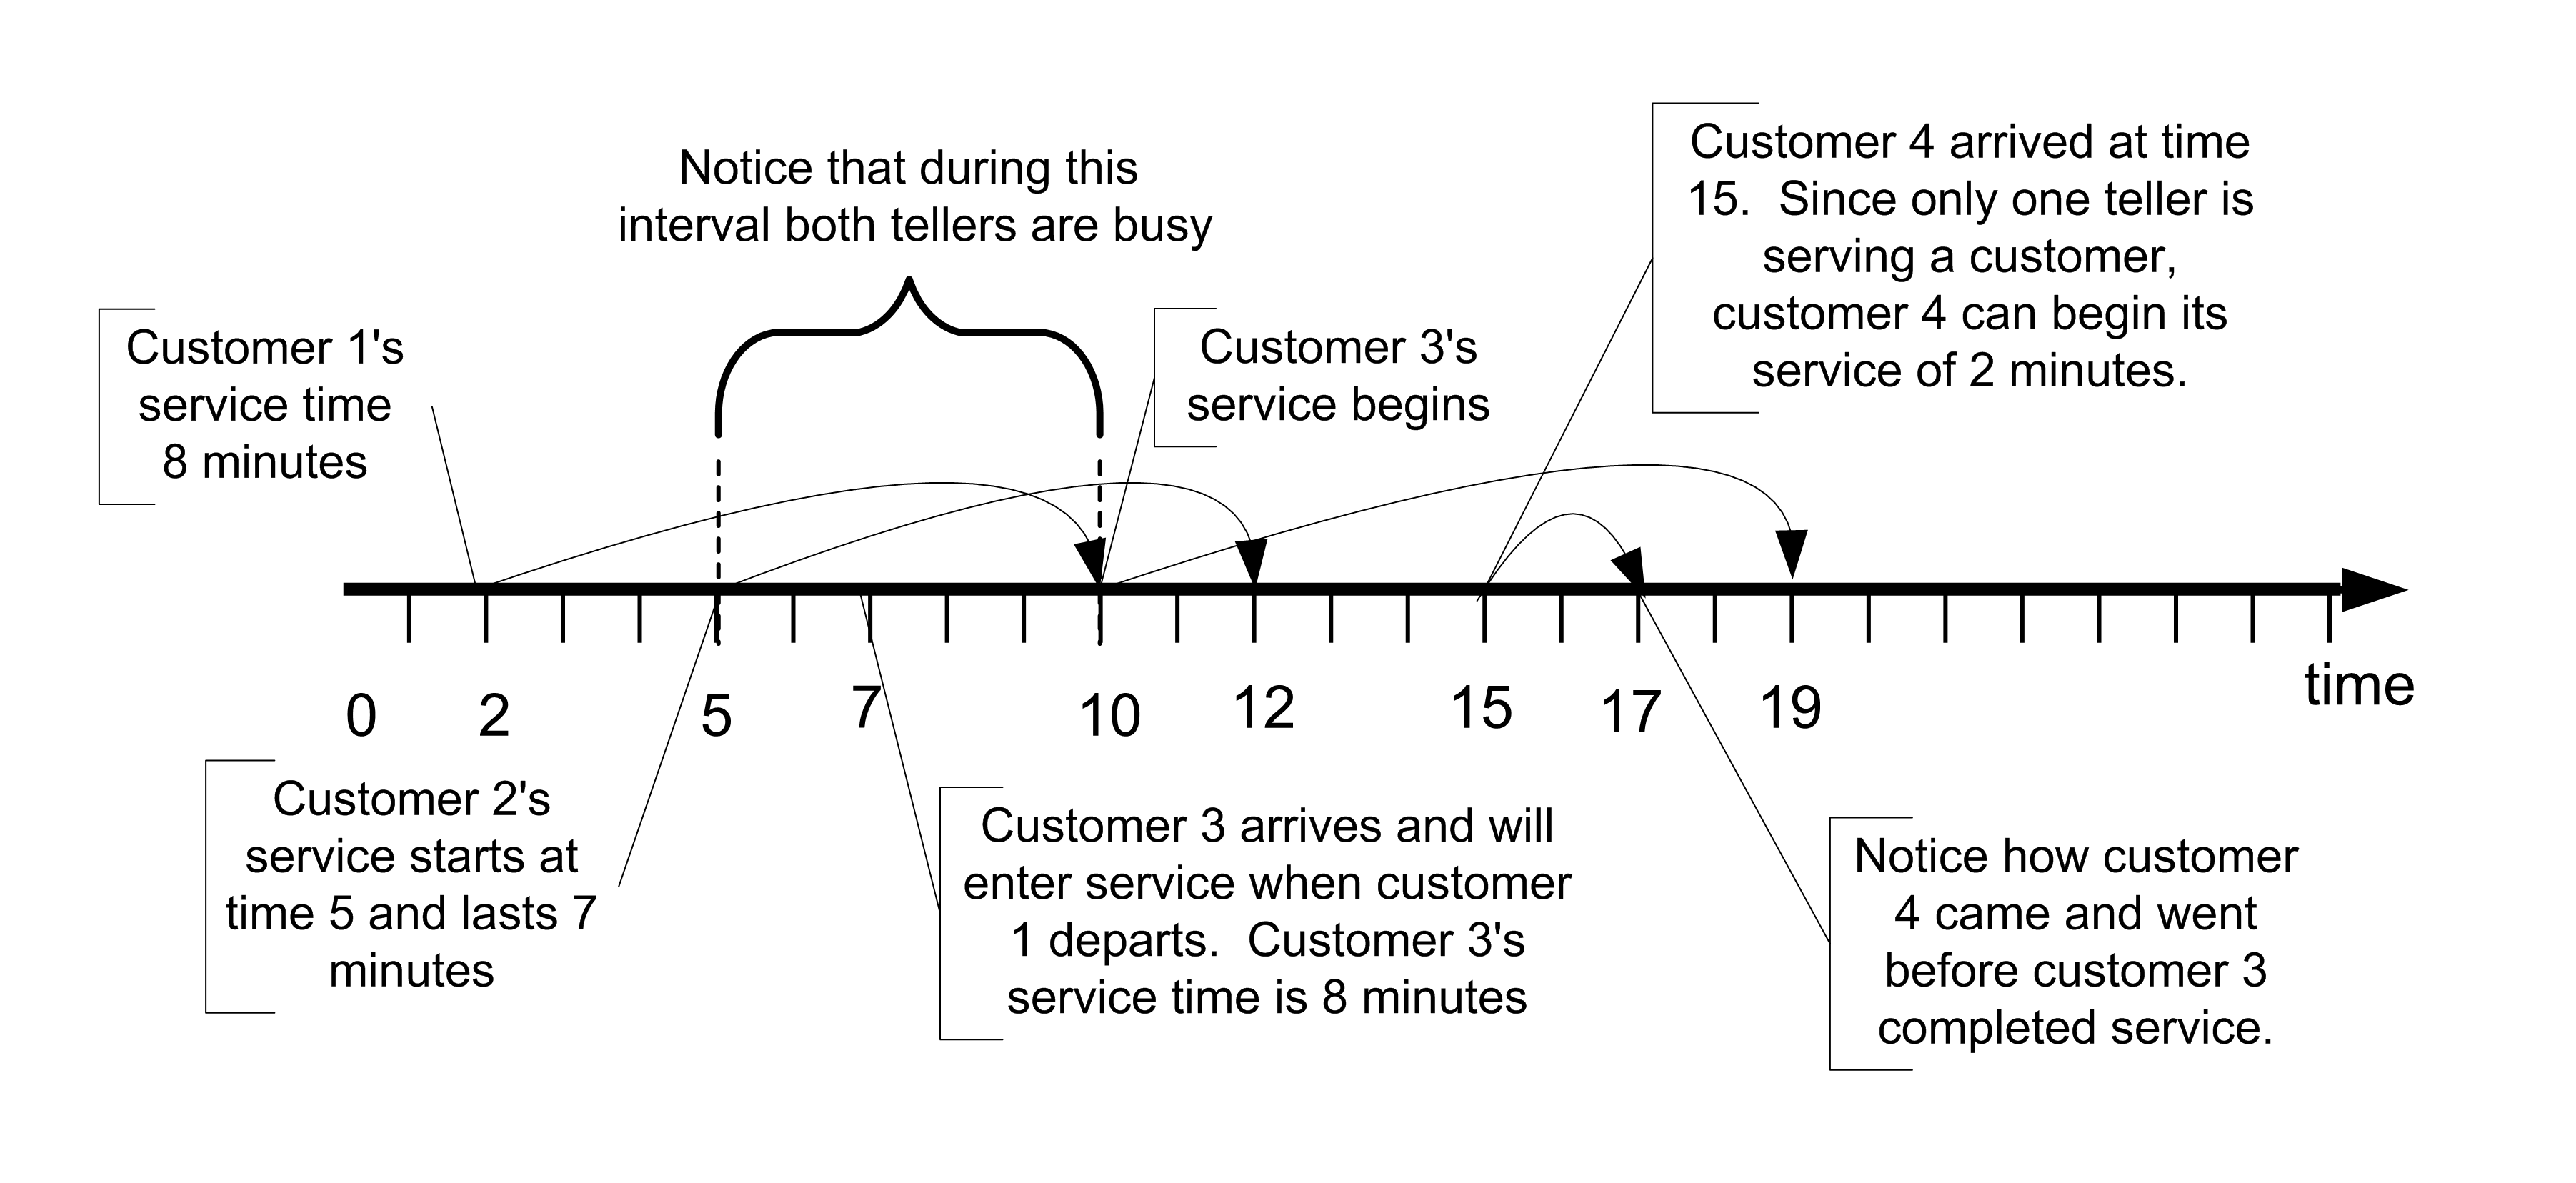 Notice that during this
interval both tellers are busy
Customer 4 arrived at time
15.  Since only one teller is
serving a customer,
customer 4 can begin its
service of 2 minutes.
Customer 1's
service time
8 minutes
Customer 3's
service begins
0 2 5 7 10 12 15 17 19 time
Customer 2's
service starts at
time 5 and lasts 7
minutes
Customer 3 arrives and will
enter service when customer
1 departs.  Customer 3's
service time is 8 minutes
Notice how customer
4 came and went
before customer 3
completed service.